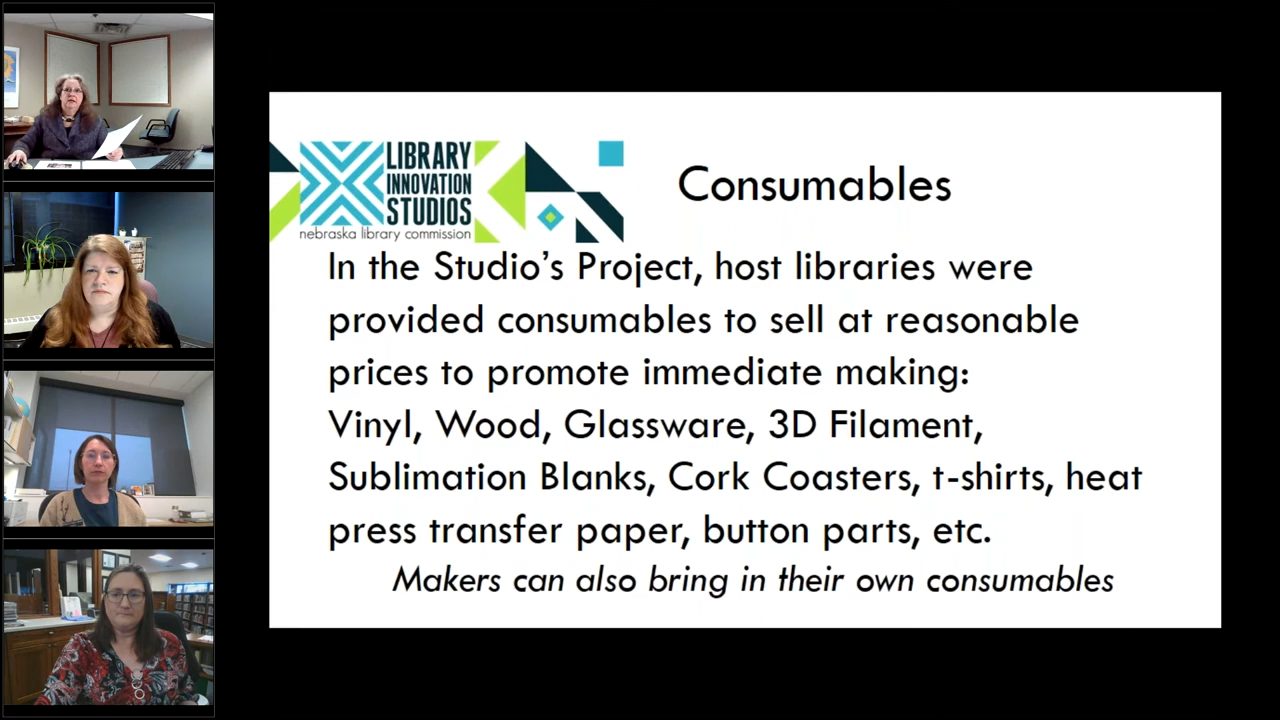 LIBRARY
INNOVATION
STUDIOS
nebraska library commission
Consumables
In the Studio's Project, host libraries were
provided consumables to sell at reasonable
prices to promote immediate making:
Vinyl, Wood, Glassware, 3D Filament,
Sublimation Blanks, Cork Coasters, t-shirts, heat
press transfer paper, button parts, etc.
Makers can also bring in their own consumables